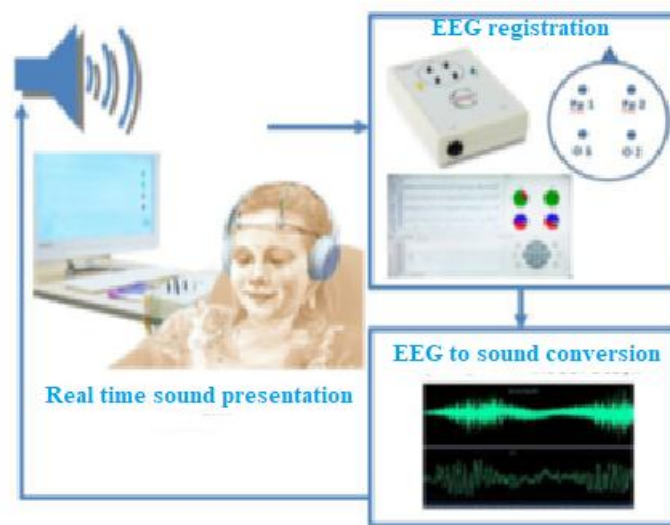 EEG registration
Fp 1
Fp 2
O 1
O 2
EEG to sound conversion
Real time sound presentation